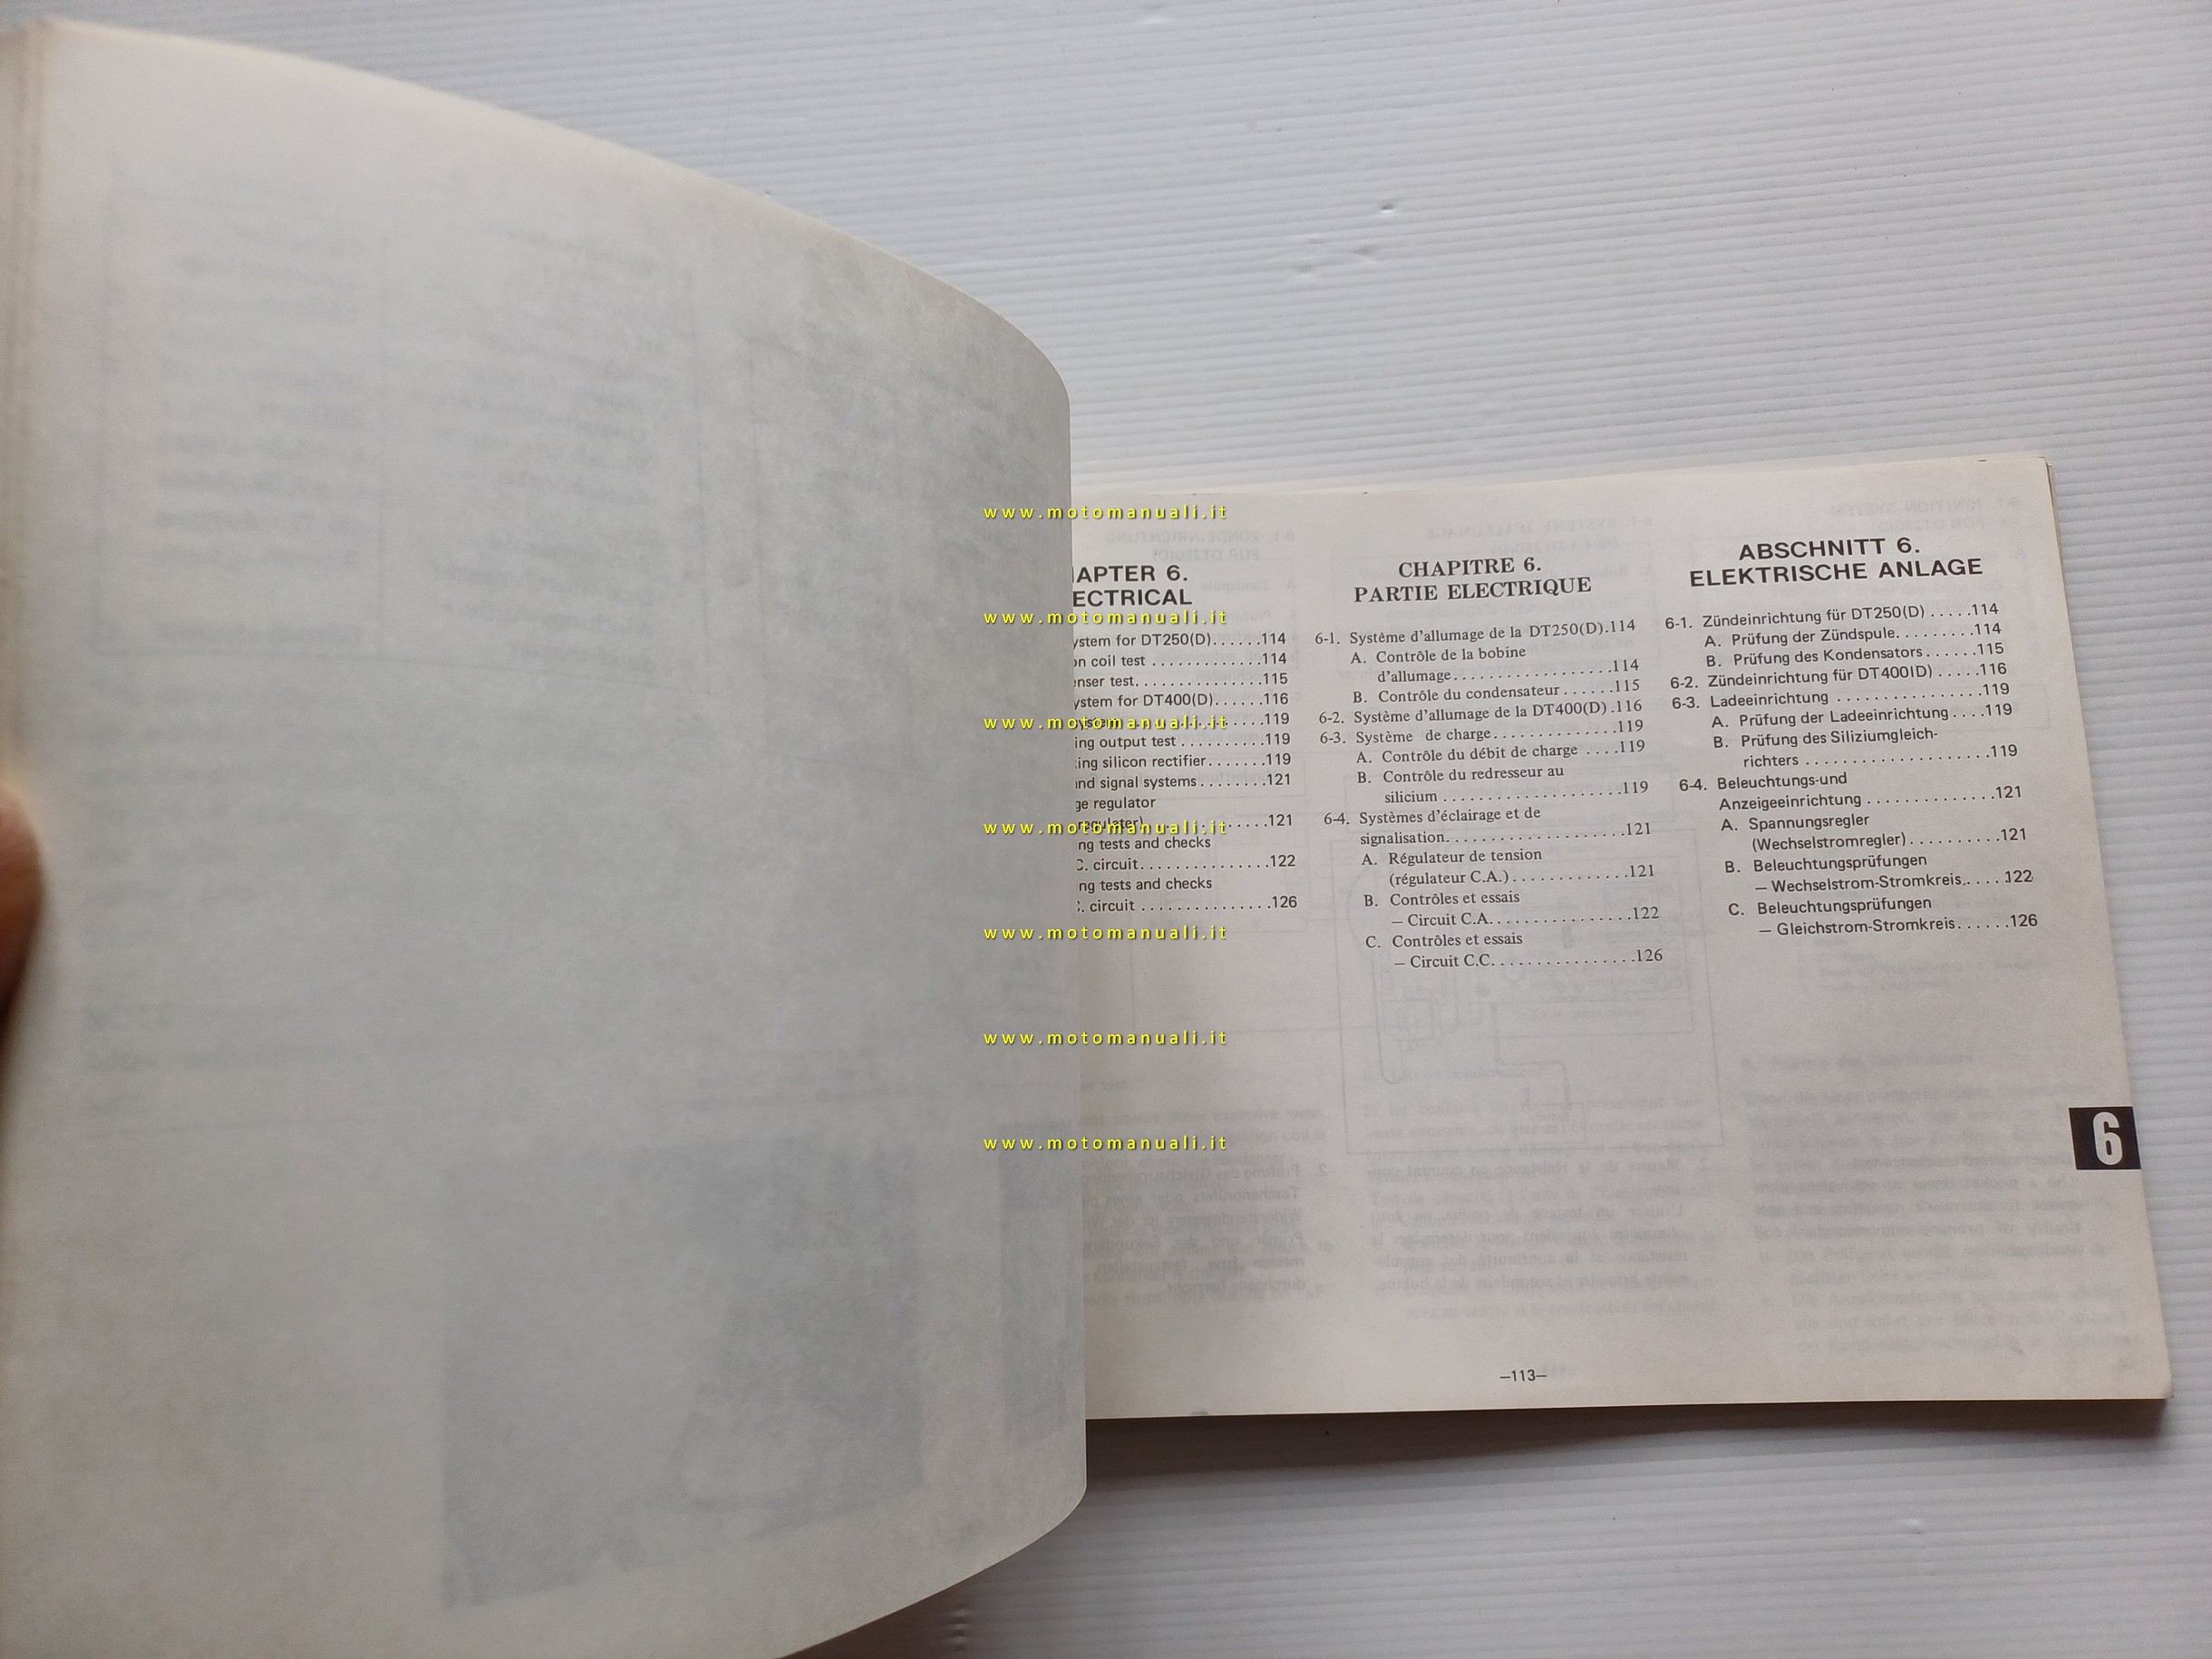 APTER 6.
ECTRICAL
ystem for DT250(D)......114
on coil test .............114
nser test...............115
ystem for DT400(D)......116
ystem ................119
ing output test ..........119
ing silicon rectifier.......119
and signal systems ........121
ge regulator
regulator) ..........121
ng tests and checks
C. circuit...............122
ng tests and checks
. circuit ...............126
CHAPITRE 6.
PARTIE ELECTRIQUE
6-1. Système d'allumage de la DT250(D).114
A. Contrôle de la bobine
d'allumage..................114
B. Contrôle du condensateur ......115
6-2. Système d'allumage de la DT400(D) .116
6-3. Système de charge..............119
A. Contrôle du débit de charge ....119
B. Contrôle du redresseur au
silicium ....................119
6-4. Systèmes d'éclairage et de
signalisation....................121
A. Régulateur de tension
(régulateur C.A.).............121
B. Contrôles et essais
— Circuit C.A................122
C. Contrôles et essais
— Circuit C.C................126
ABSCHNITT 6.
ELEKTRISCHE ANLAGE
6-1. Zündeinrichtung für DT250(D) .....114
A. Prüfung der Zündspule.........114
B. Prüfung des Kondensators ......115
6-2. Zündeinrichtung für DT400ID) .....116
6-3. Ladeeinrichtung ................119
A. Prüfung der Ladeeinrichtung ....119
B. Prüfung des Siliziumgleich-
richters ....................119
6-4. Beleuchtungs-und
Anzeigeeinrichtung ..............121
A. Spannungsregler
(Wechselstromregler)..........121
B. Beleuchtungsprüfungen
— Wechselstrom-Stromkreis......122
C. Beleuchtungsprüfungen
— Gleichstrom-Stromkreis......126
6
—113—
www.motomanuali.it
www.motomanuali.it
www.motomanuali.it
www.motomanuali.it
www.motomanuali.it
www.motomanuali.it
www.motomanuali.it